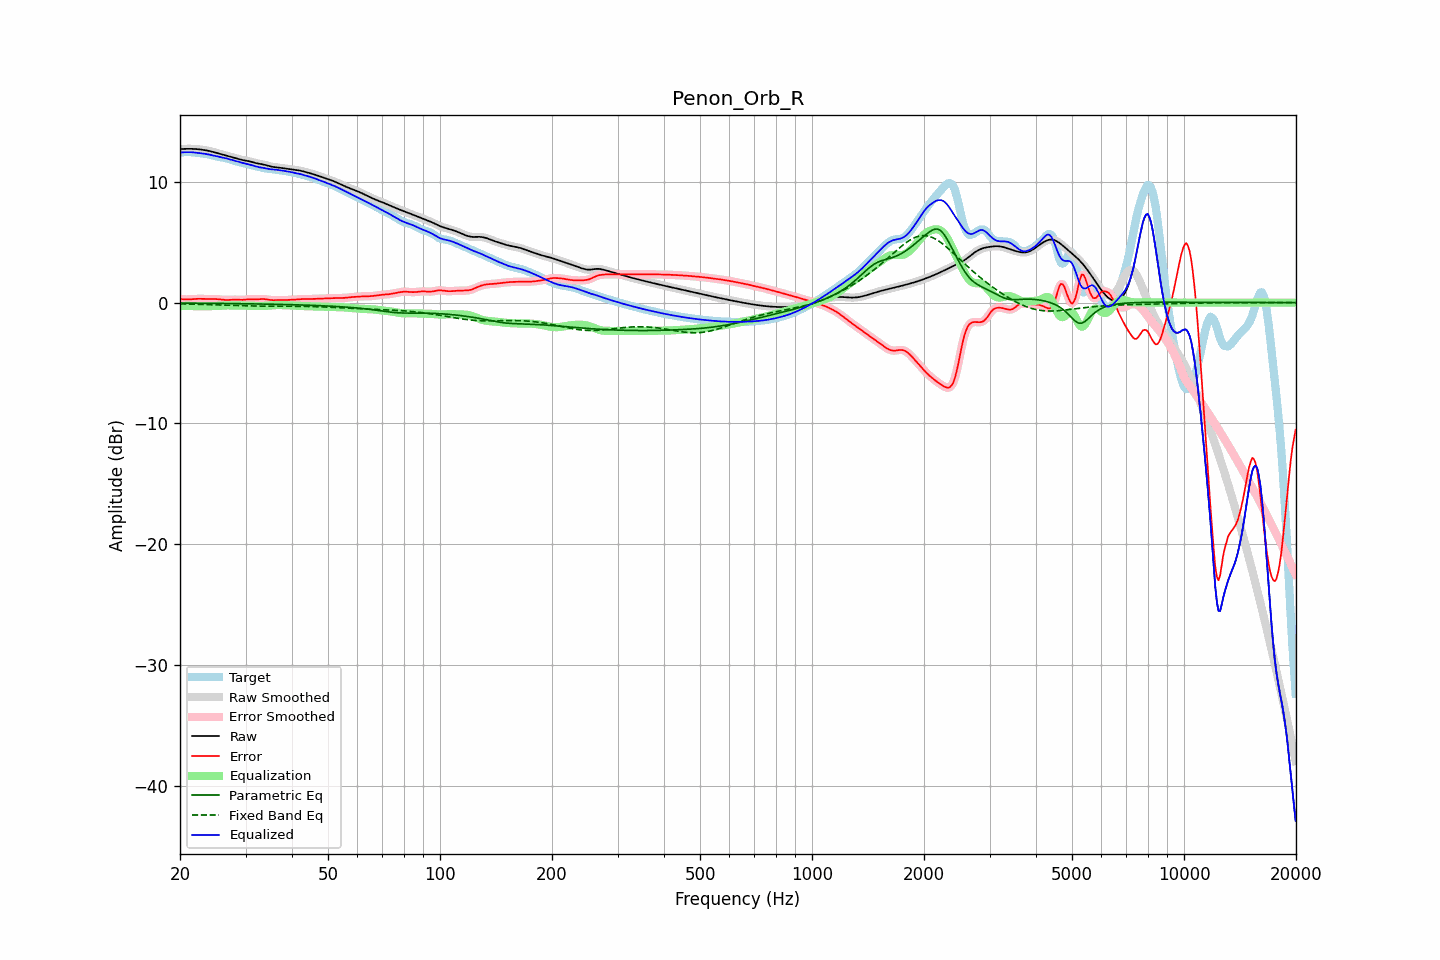 Penon_Orb_R
Amplitude (dBr)
10
0
−10
−20
−30
−40
Target
Raw Smoothed
Error Smoothed
Raw
Error
Equalization
Parametric Eq
Fixed Band Eq
Equalized
20 50 100 200 500 1000 2000 5000 10000 20000
Frequency (Hz)